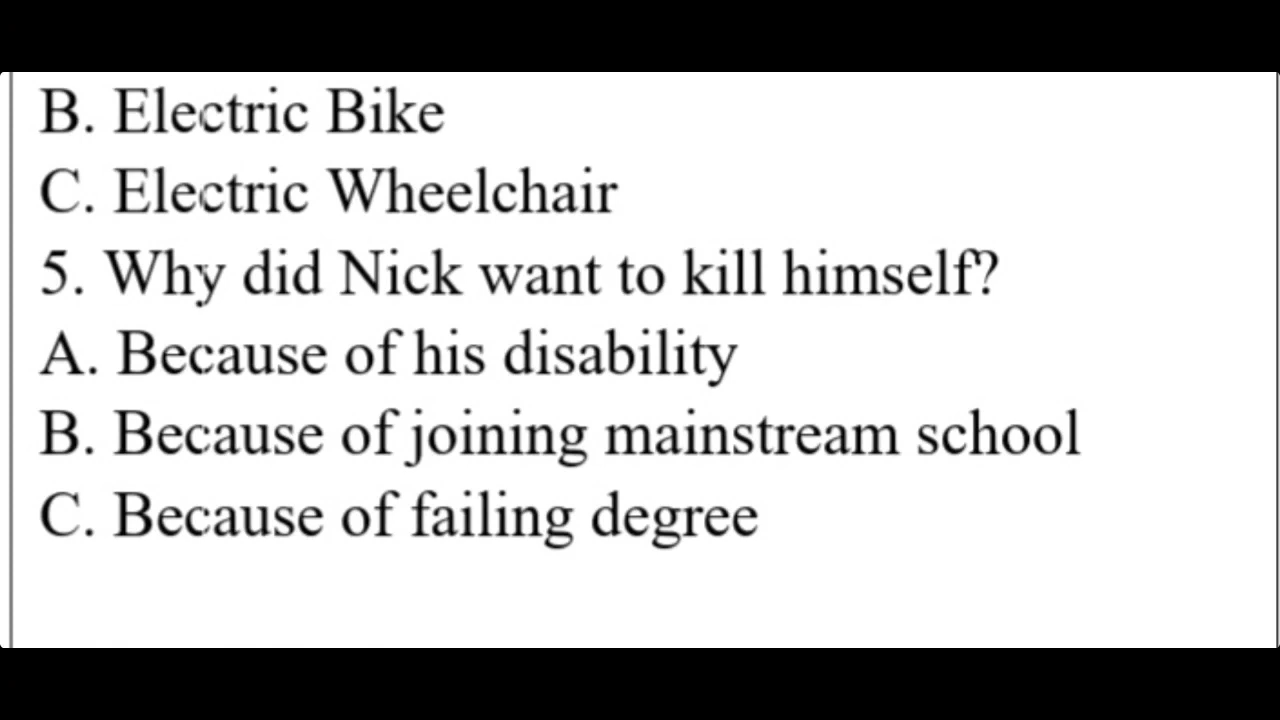 B. Electric Bike
C. Electric Wheelchair
5. Why did Nick want to kill himself?
A. Because of his disability
B. Because of joining mainstream school
C. Because of failing degree